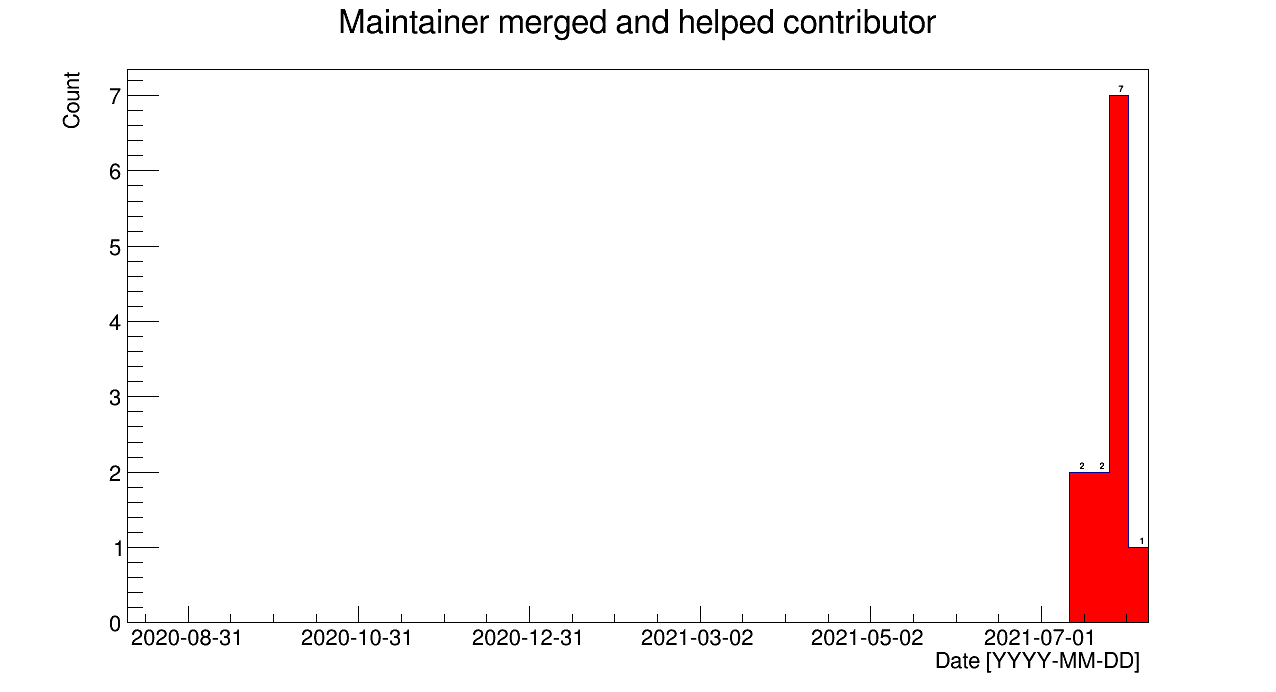 Maintainer merged and helped contributor
Count
7
6
5
4
3
2
1
0
7
2 2
1
2020-08-31 2020-10-31 2020-12-31 2021-03-02 2021-05-02 2021-07-01
Date [YYYY-MM-DD]